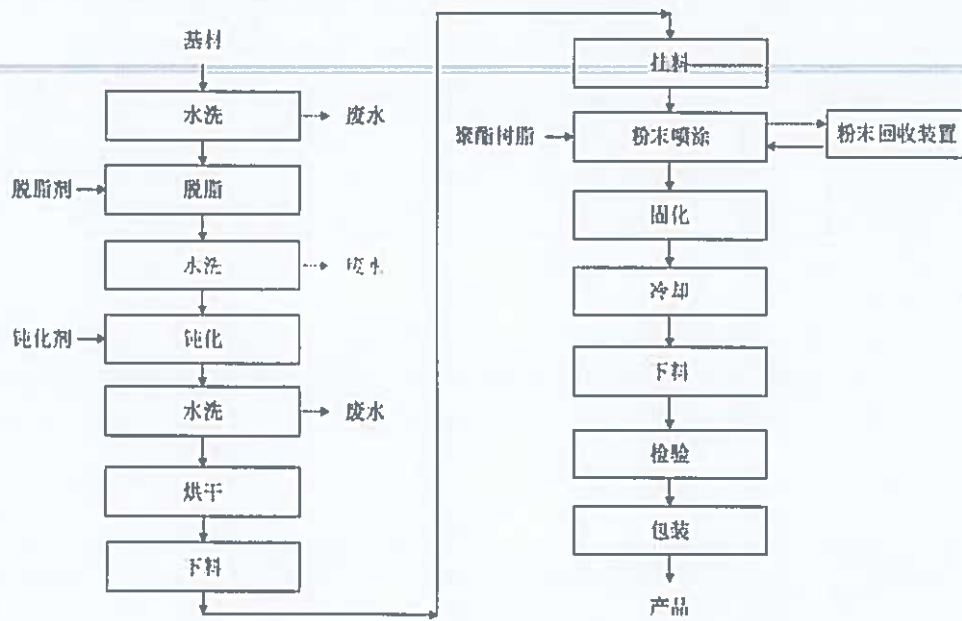 基材
水洗
废水
脱脂剂
脱脂
水洗
废水
钝化剂
钝化
水洗
废水
烘干
下料
挂料
聚酯树脂
粉末喷涂
粉末回收装置
固化
冷却
下料
检验
包装
产品